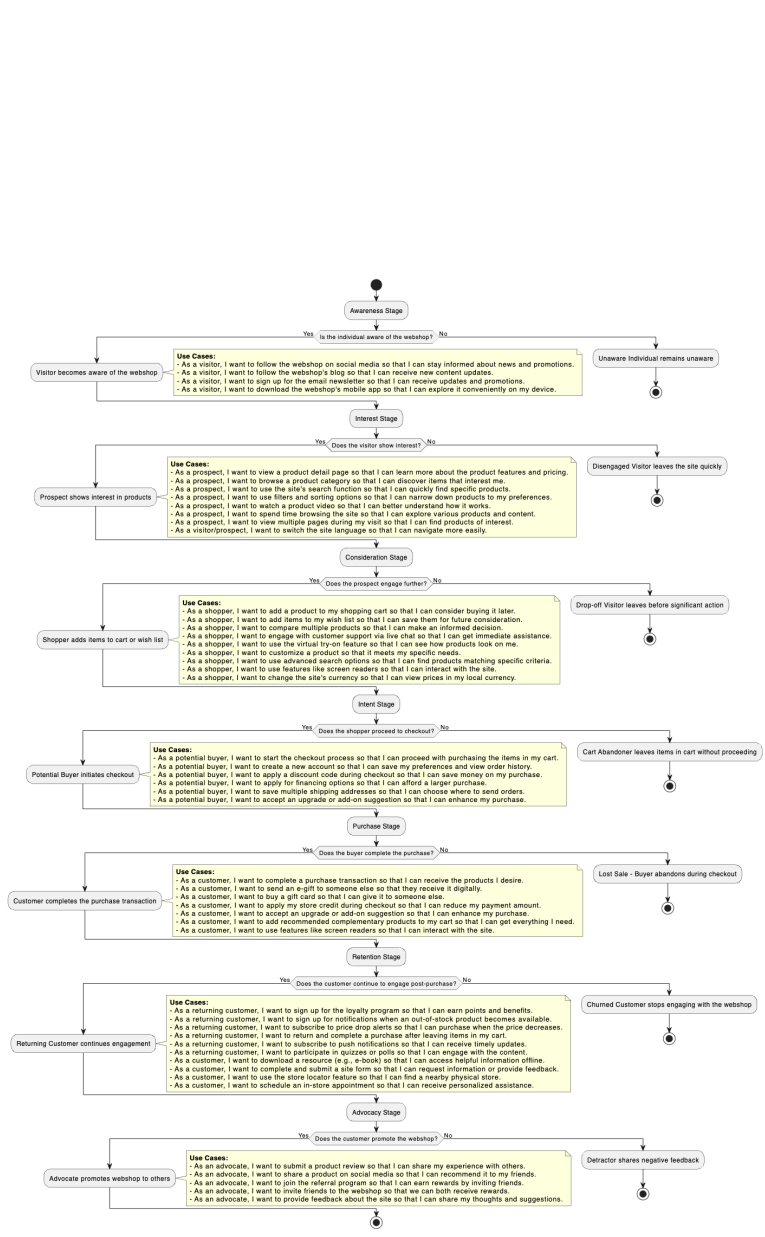 Awareness Stage
Is the individual aware of the webshop?
Yes
No
Visitor becomes aware of the webshop
Use Cases:
- As a visitor, I want to follow the webshop on social media so that I can stay informed about news and promotions.
- As a visitor, I want to follow the webshop's blog so that I can receive new content updates.
- As a visitor, I want to sign up for the email newsletter so that I can receive updates and promotions.
- As a visitor, I want to download the webshop's mobile app so that I can explore it conveniently on my device.
Unaware Individual remains unaware
Interest Stage
Does the visitor show interest?
Yes
No
Prospect shows interest in products
Use Cases:
- As a prospect, I want to view a product detail page so that I can learn more about the product features and pricing.
- As a prospect, I want to browse a product category so that I can discover items that interest me.
- As a prospect, I want to use the site's search function so that I can quickly find specific products.
- As a prospect, I want to use filters and sorting options so that I can narrow down products to my preferences.
- As a prospect, I want to watch a product video so that I can better understand how it works.
- As a prospect, I want to spend time browsing the site so that I can explore various products and content.
- As a prospect, I want to view multiple pages during my visit so that I can find products of interest.
- As a visitor/prospect, I want to switch the site language so that I can navigate more easily.
Disengaged Visitor leaves the site quickly
Consideration Stage
Does the prospect engage further?
Yes
No
Shopper adds items to cart or wish list
Use Cases:
- As a shopper, I want to add a product to my shopping cart so that I can consider buying it later.
- As a shopper, I want to add items to my wish list so that I can save them for future consideration.
- As a shopper, I want to compare multiple products so that I can make an informed decision.
- As a shopper, I want to engage with customer support via live chat so that I can get immediate assistance.
- As a shopper, I want to use the virtual try-on feature so that I can see how products look on me.
- As a shopper, I want to customize a product so that it meets my specific needs.
- As a shopper, I want to use advanced search options so that I can find products matching specific criteria.
- As a shopper, I want to use features like screen readers so that I can interact with the site.
- As a shopper, I want to change the site's currency so that I can view prices in my local currency.
Drop-off Visitor leaves before significant action
Intent Stage
Does the shopper proceed to checkout?
Yes
No
Potential Buyer initiates checkout
Use Cases:
- As a potential buyer, I want to start the checkout process so that I can proceed with purchasing the items in my cart.
- As a potential buyer, I want to create a new account so that I can save my preferences and view order history.
- As a potential buyer, I want to apply a discount code during checkout so that I can save money on my purchase.
- As a potential buyer, I want to apply for financing options so that I can afford a larger purchase.
- As a potential buyer, I want to save multiple shipping addresses so that I can choose where to send orders.
- As a potential buyer, I want to accept an upgrade or add-on suggestion so that I can enhance my purchase.
Cart Abandoner leaves items in cart without proceeding
Purchase Stage
Does the buyer complete the purchase?
Yes
No
Customer completes the purchase transaction
Use Cases:
- As a customer, I want to complete a purchase transaction so that I can receive the products I desire.
- As a customer, I want to send an e-gift to someone else so that they receive it digitally.
- As a customer, I want to buy a gift card so that I can give it to someone else.
- As a customer, I want to apply my store credit during checkout so that I can reduce my payment amount.
- As a customer, I want to accept an upgrade or add-on suggestion so that I can enhance my purchase.
- As a customer, I want to add recommended complementary products to my cart so that I can get everything I need.
- As a customer, I want to use features like screen readers so that I can interact with the site.
Lost Sale - Buyer abandons during checkout
Retention Stage
Does the customer continue to engage post-purchase?
Yes
No
Returning Customer continues engagement
Use Cases:
- As a returning customer, I want to sign up for the loyalty program so that I can earn points and benefits.
- As a returning customer, I want to sign up for notifications when an out-of-stock product becomes available.
- As a returning customer, I want to subscribe to price drop alerts so that I can purchase when the price decreases.
- As a returning customer, I want to return and complete a purchase after leaving items in my cart.
- As a returning customer, I want to subscribe to push notifications so that I can receive timely updates.
- As a returning customer, I want to participate in quizzes or polls so that I can engage with the content.
- As a customer, I want to download a resource (e.g., e-book) so that I can access helpful information offline.
- As a customer, I want to complete and submit a site form so that I can request information or provide feedback.
- As a customer, I want to use the store locator feature so that I can find a nearby physical store.
- As a customer, I want to schedule an in-store appointment so that I can receive personalized assistance.
Churned Customer stops engaging with the webshop
Advocacy Stage
Does the customer promote the webshop?
Yes
No
Advocate promotes webshop to others
Use Cases:
- As an advocate, I want to submit a product review so that I can share my experience with others.
- As an advocate, I want to share a product on social media so that I can recommend it to my friends.
- As an advocate, I want to join the referral program so that I can earn rewards by inviting friends.
- As an advocate, I want to invite friends to the webshop so that we can both receive rewards.
- As an advocate, I want to provide feedback about the site so that I can share my thoughts and suggestions.
Detractor shares negative feedback